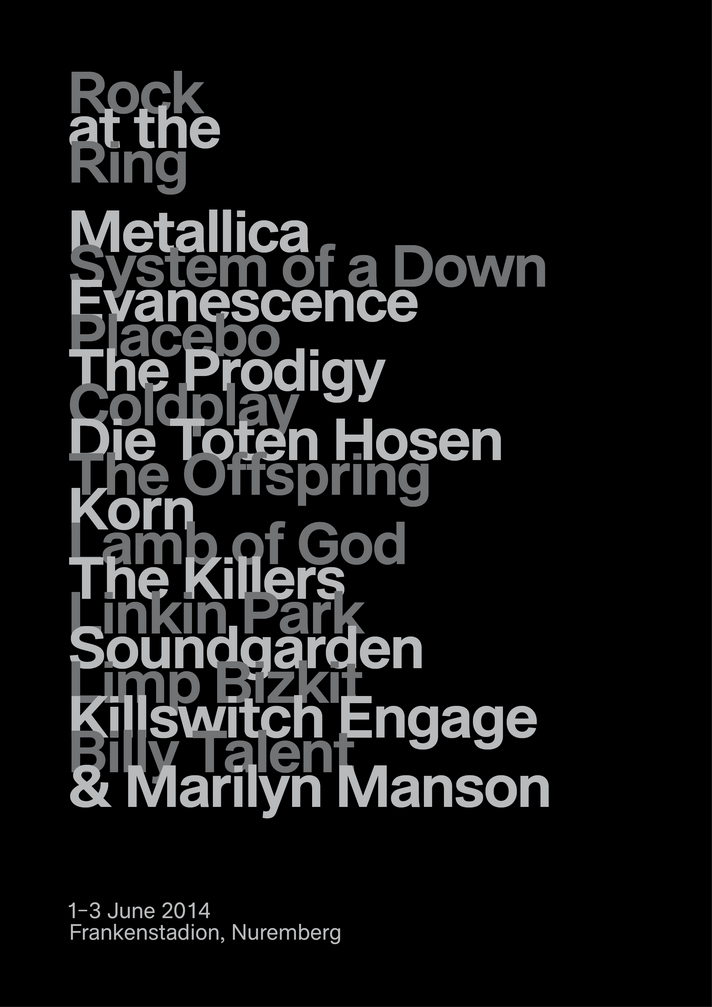 Rock
at the
Ring
Metallica
System of a Down
Evanescence
Placebo
The Prodigy
Coldplay
Die Toten Hosen
The Offspring
Korn
Lamb of God
The Killers
Linkin Park
Soundgarden
Limp Bizkit
Killswitch Engage
Billy Talent
& Marilyn Manson
1–3 June 2014
Frankenstadion, Nuremberg